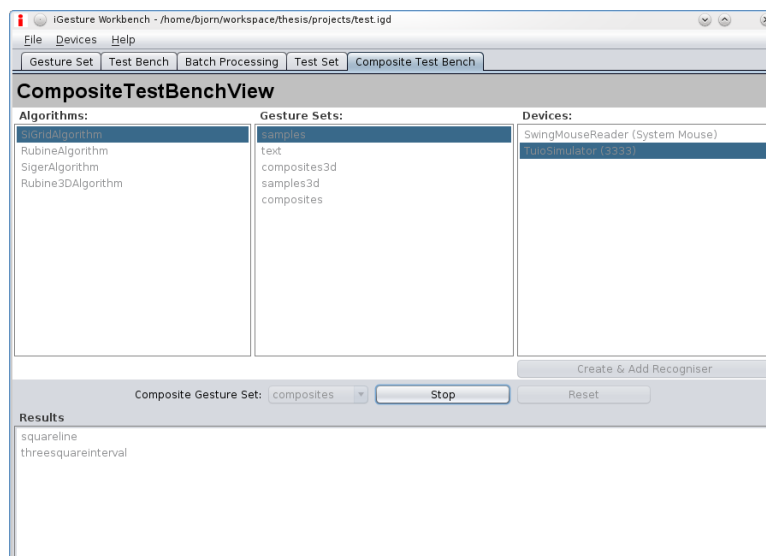 iGesture Workbench - /home/bjorn/workspace/thesis/projects/test.igd
File Devices Help
Gesture Set Test Bench Batch Processing Test Set Composite Test Bench
CompositeTestBenchView
Algorithms: Gesture Sets: Devices:
SiGridAlgorithm samples SwingMouseReader (System Mouse)
RubineAlgorithm text TuioSimulator (3333)
SigerAlgorithm composites3d
Rubine3DAlgorithm samples3d
composites
Create & Add Recogniser
Composite Gesture Set: composites Stop Reset
Results
squareline
threesquareinterval